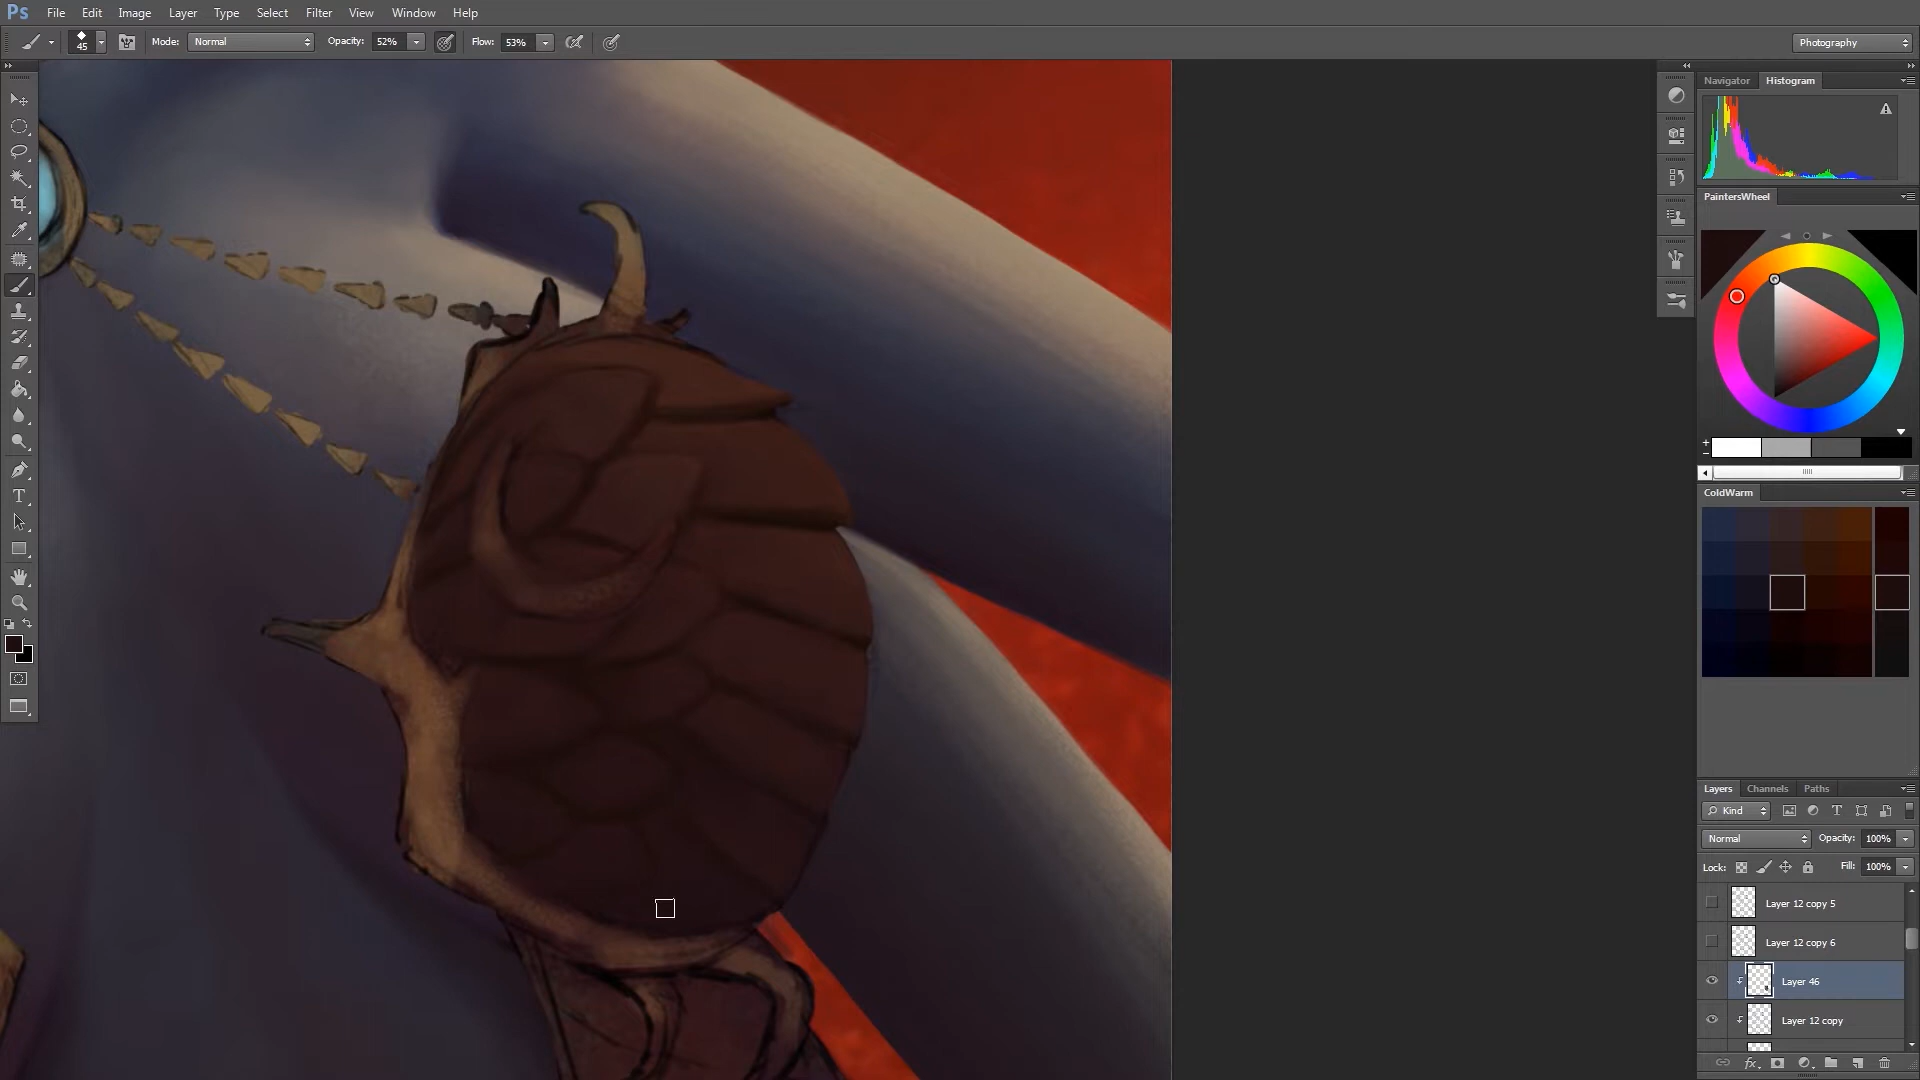 Ps File Edit Image Layer Type Select Filter View Window Help
45 Mode: Normal Opacity: 52% Flow: 53% Photography
Navigator Histogram
PaintersWheel
ColdWarm
Layers Channels Paths
Kind
Normal Opacity: 100%
Lock: Fill: 100%
Layer 12 copy 5
Layer 12 copy 6
Layer 46
Layer 12 copy